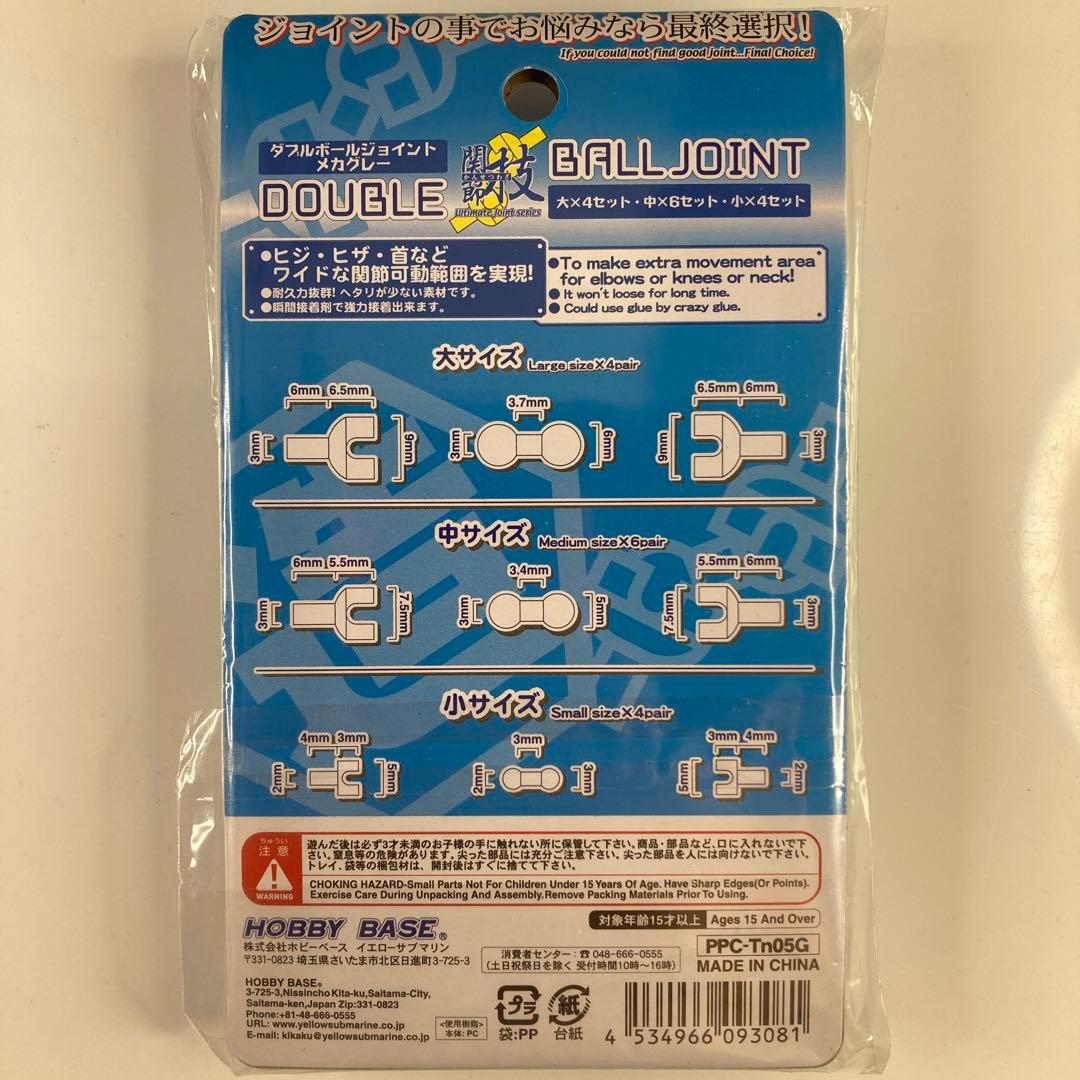 ジョイントの事でお悩みなら最終選択!
If you could not find good joint...Final Choice!
ダブルボールジョイント
メカグレー
DOUBLE
関節技
かんせつわざ
Ultimate joint series
BALL JOINT
大×4セット・中×6セット・小×4セット
●ヒジ・ヒザ・首など
ワイドな関節可動範囲を実現!
●耐久力抜群! ヘタリが少ない素材です。
●瞬間接着剤で強力接着出来ます。
●To make extra movement area
for elbows or knees or neck!
● It won't loose for long time.
● Could use glue by crazy glue.
大サイズ Large size×4pair
6mm 6.5mm
3.7mm
6.5mm 6mm
3mm
9mm
3mm
6mm
9mm
3mm
中サイズ Medium size×6pair
6mm 5.5mm
3.4mm
5.5mm 6mm
3mm
7.5mm
3mm
5mm
7.5mm
3mm
小サイズ Small size×4pair
4mm 3mm
3mm
3mm 4mm
2mm
5mm
2mm
3mm
5mm
2mm
ちゅうい
注意
WARNING
遊んだ後は必ず3才未満のお子様の手に触れない所に保管して下さい。商品・部品など、口に入れないで下
さい。窒息等の危険があります。尖った部品には充分ご注意下さい。尖った部品を人には向けないで下さい。
トレイ、袋等の梱包材は、開封後はすぐに捨てて下さい。
CHOKING HAZARD-Small Parts Not For Children Under 15 Years Of Age. Have Sharp Edges(Or Points).
Exercise Care During Unpacking And Assembly.Remove Packing Materials Prior To Using.
HOBBY BASE®
株式会社ホビーベース イエローサブマリン
〒331-0823 埼玉県さいたま市北区日進町3-725-3
対象年齢15才以上 Ages 15 And Over
消費者センター:☎048-666-0555
(土日祝祭日を除く 受付時間10時〜16時)
PPC-Tn05G
MADE IN CHINA
HOBBY BASE®
3-725-3,Nissincho Kita-ku,Saitama-City,
Saitama-ken,Japan Zip:331-0823
Phone:+81-48-666-0555
URL: www.yellowsubmarine.co.jp
E-mail: kikaku@yellowsubmarine.co.jp
<使用樹脂>
本体: PC
プラ
袋:PP
紙
台紙
4 534966 093081